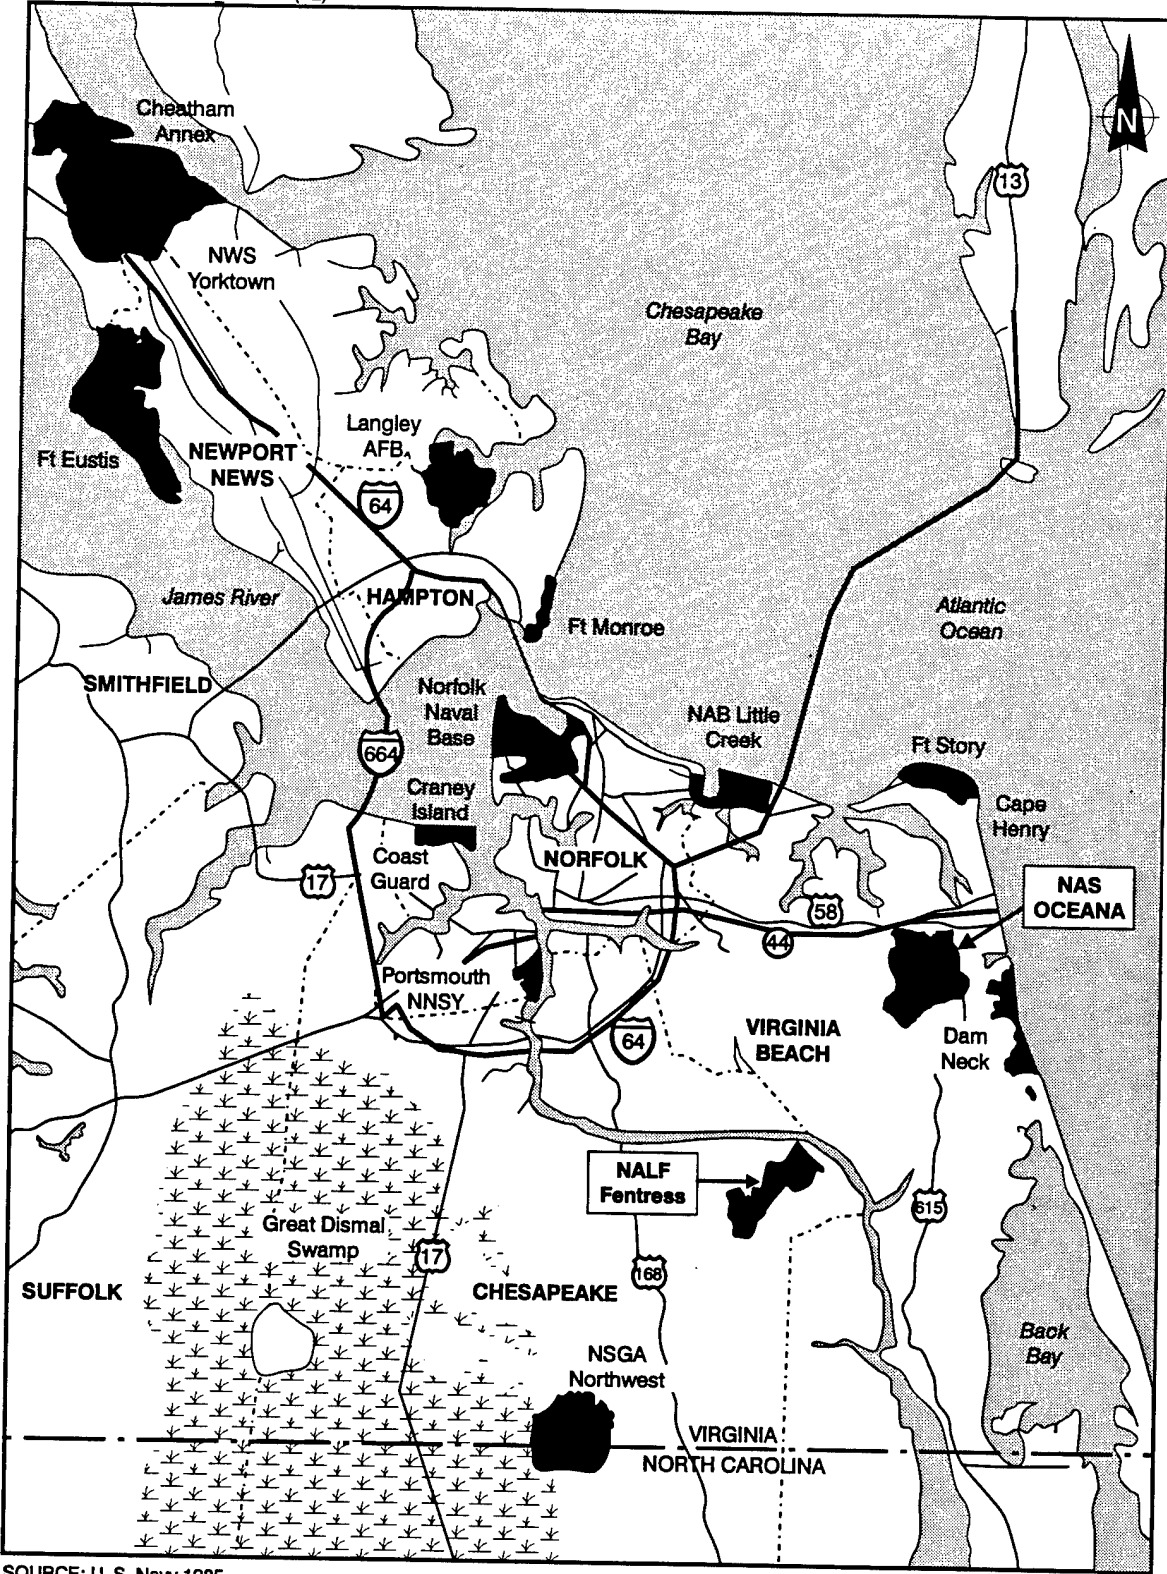 Cheatham
Annex
N
13
NWS
Yorktown
Chesapeake
Bay
Langley
AFB
NEWPORT
NEWS
Ft Eustis
64
James River
HAMPTON
Ft Monroe
Atlantic
Ocean
SMITHFIELD
Norfolk
Naval
Base
NAB Little
Creek
664
Ft Story
Craney
Island
Cape
Henry
Coast
Guard
NORFOLK
17
58
NAS
OCEANA
44
Portsmouth
NNSY
64
VIRGINIA
BEACH
Dam
Neck
NALF
Fentress
615
Great Dismal
Swamp
17
168
SUFFOLK
CHESAPEAKE
Back
Bay
NSGA
Northwest
VIRGINIA
NORTH CAROLINA
SOURCE: U.S. Navy 1985